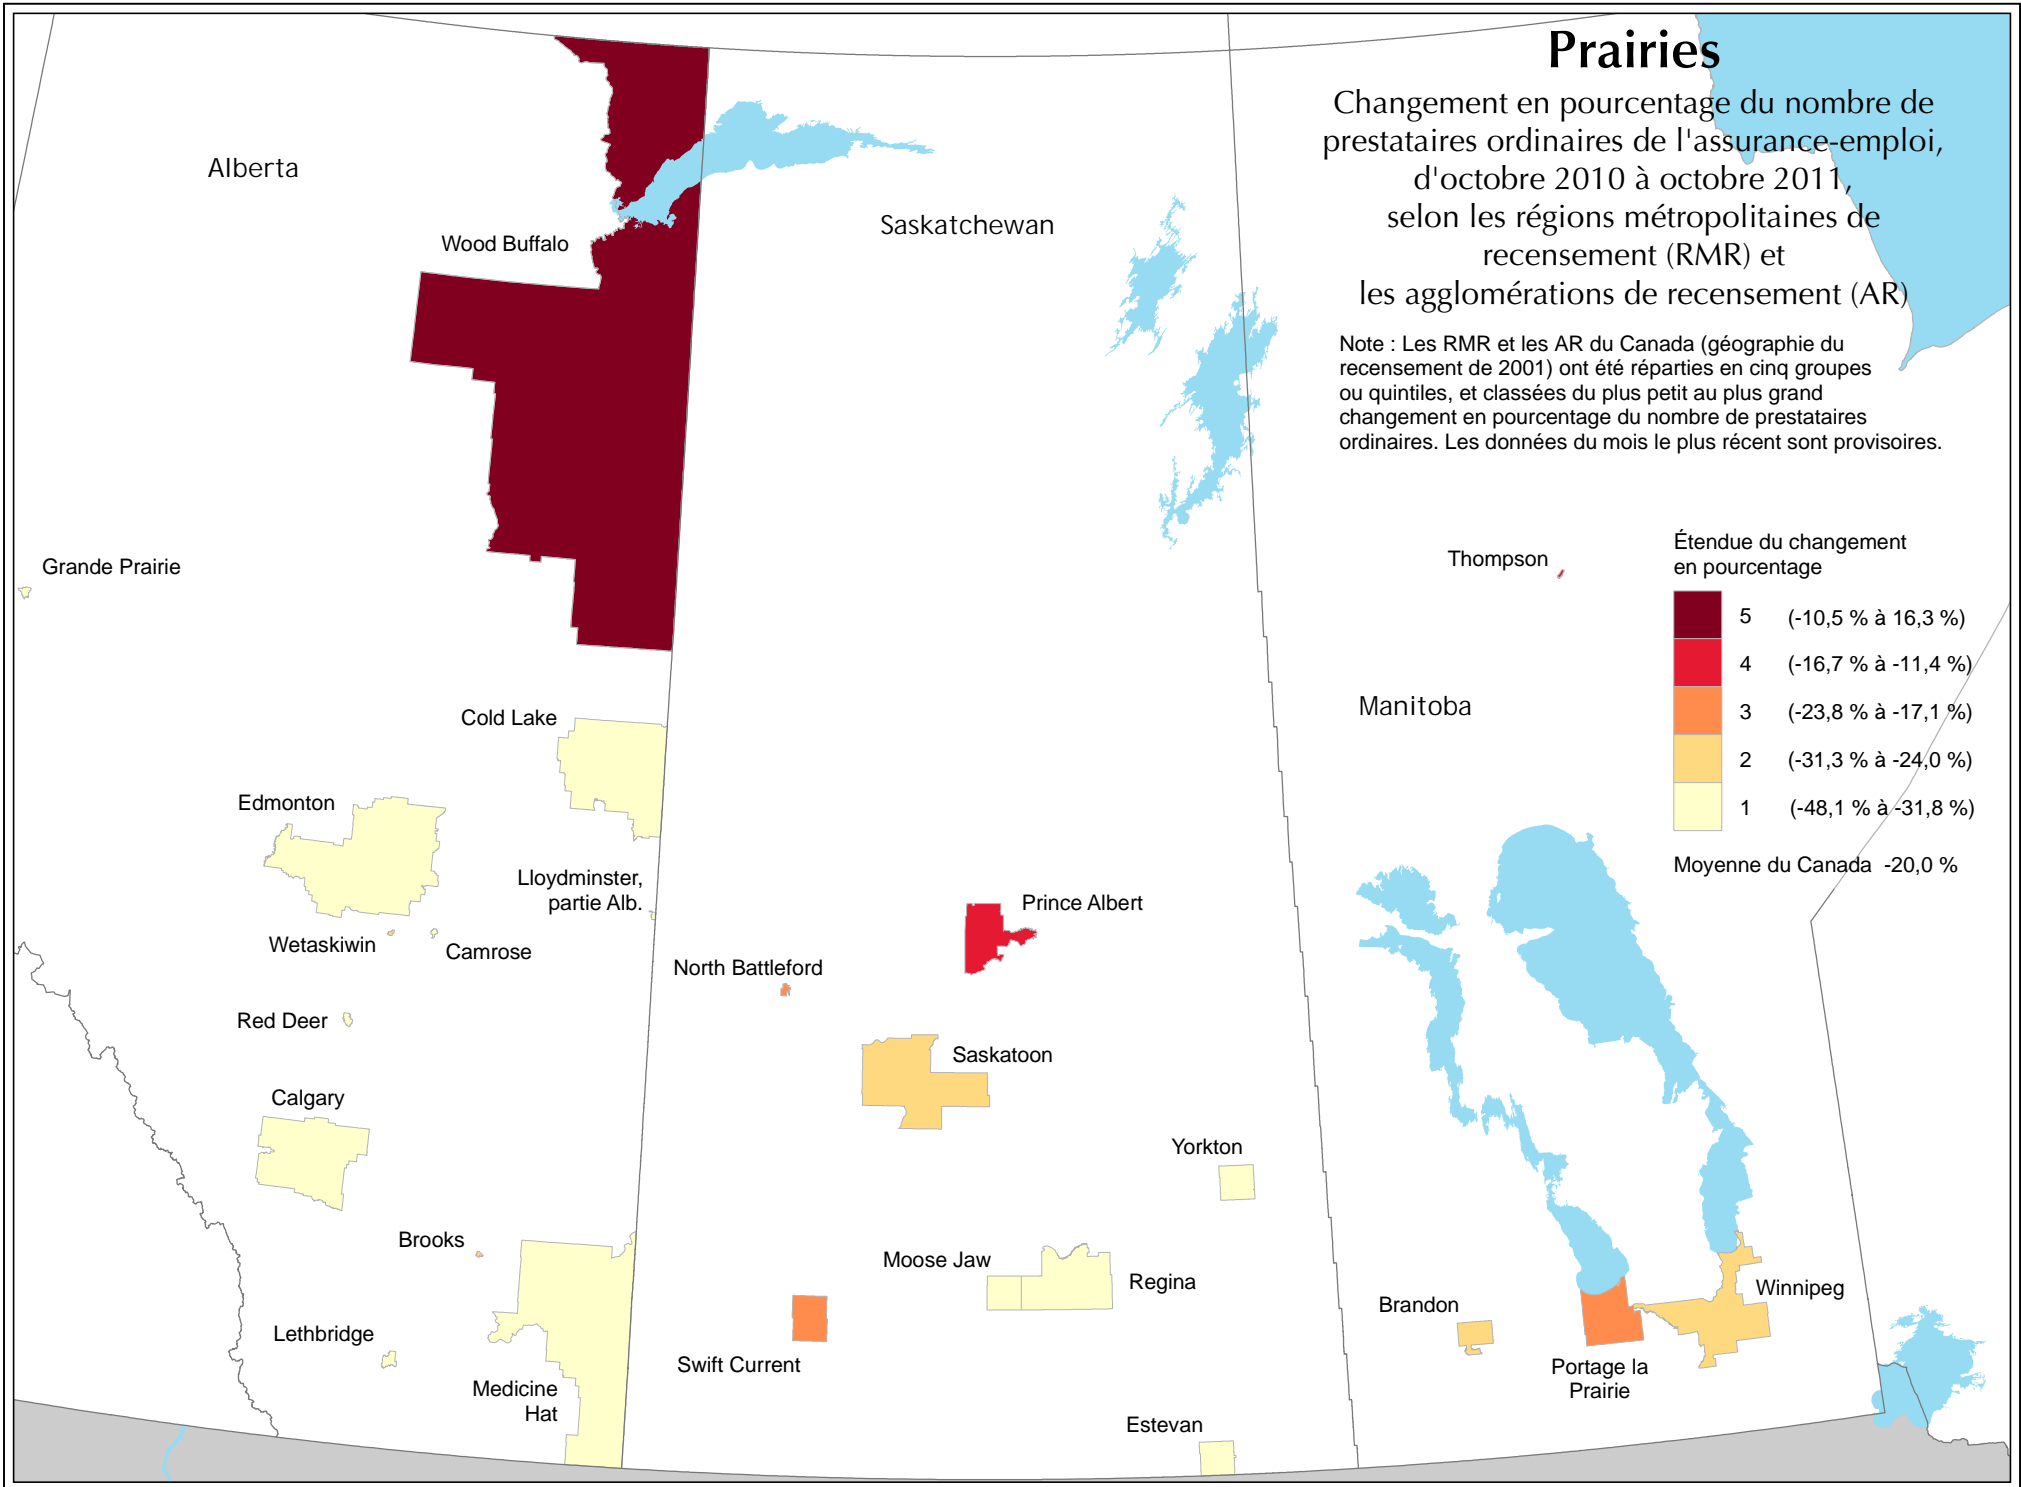 Prairies
Changement en pourcentage du nombre de
prestataires ordinaires de l'assurance-emploi,
d'octobre 2010 à octobre 2011,
selon les régions métropolitaines de
recensement (RMR) et
les agglomérations de recensement (AR)
Note : Les RMR et les AR du Canada (géographie du
recensement de 2001) ont été réparties en cinq groupes
ou quintiles, et classées du plus petit au plus grand
changement en pourcentage du nombre de prestataires
ordinaires. Les données du mois le plus récent sont provisoires.
Alberta
Saskatchewan
Wood Buffalo
Grande Prairie
Thompson
Étendue du changement
en pourcentage
5 (-10,5 % à 16,3 %)
4 (-16,7 % à -11,4 %)
3 (-23,8 % à -17,1 %)
2 (-31,3 % à -24,0 %)
1 (-48,1 % à -31,8 %)
Moyenne du Canada -20,0 %
Manitoba
Cold Lake
Edmonton
Lloydminster,
partie Alb.
Wetaskiwin
Camrose
Prince Albert
North Battleford
Red Deer
Saskatoon
Calgary
Yorkton
Brooks
Moose Jaw
Regina
Winnipeg
Brandon
Lethbridge
Swift Current
Portage la
Prairie
Medicine
Hat
Estevan